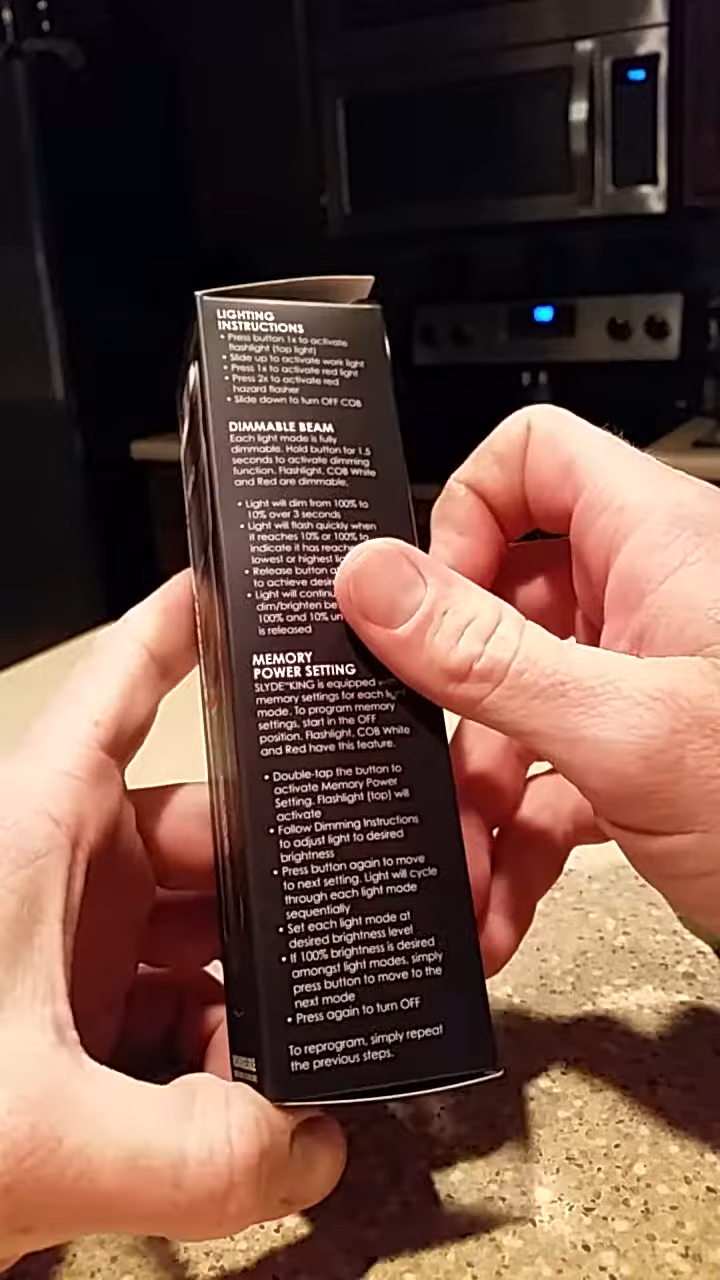 LIGHTING
INSTRUCTIONS
• Press button 1x to activate
flashlight (top light)
• Slide up to activate work light
• Press 1x to activate red light
• Press 2x to activate red
hazard flasher
• Slide down to turn OFF COB
DIMMABLE BEAM
Each light mode is fully
dimmable. Hold button for 1.5
seconds to activate dimming
function. Flashlight, COB White
and Red are dimmable.
• Light will dim from 100% to
10% over 3 seconds
• Light will flash quickly when
it reaches 10% or 100% to
indicate it has reache
lowest or highest
• Release button
to achieve
• Light will
dim/brighten
100% and 10%
is released
MEMORY
POWER SETTING
SLYDE™KING is equipped
memory settings for each
mode. To program memory
settings, start in the OFF
position. Flashlight, COB White
and Red have this feature.
• Double-tap the button to
activate Memory Power
Setting. Flashlight (top) will
activate
• Follow Dimming Instructions
to adjust light to desired
brightness
• Press button again to move
to next setting. Light will cycle
through each light mode
sequentially
• Set each light mode at
desired brightness level
• If 100% brightness is desired
amongst light modes, simply
press button to move to the
next mode
• Press again to turn OFF
To reprogram, simply repeat
the previous steps.